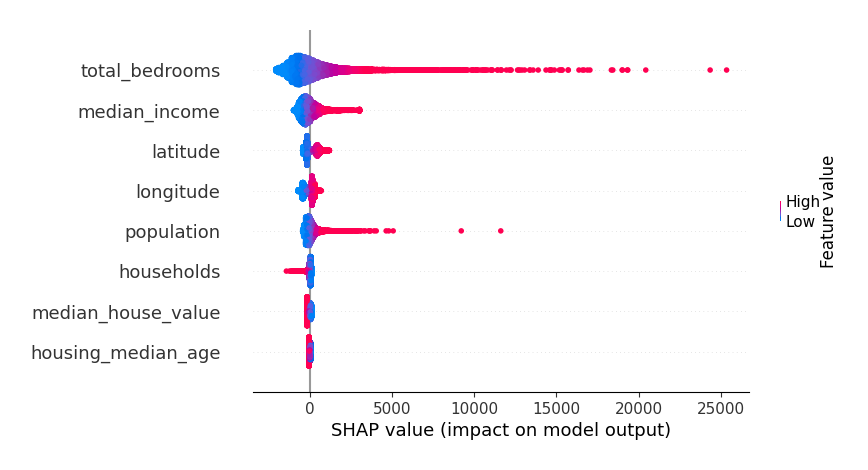 total_bedrooms
median_income
latitude
longitude
population
households
median_house_value
housing_median_age
0 5000 10000 15000 20000 25000
SHAP value (impact on model output)
High
Low
Feature value